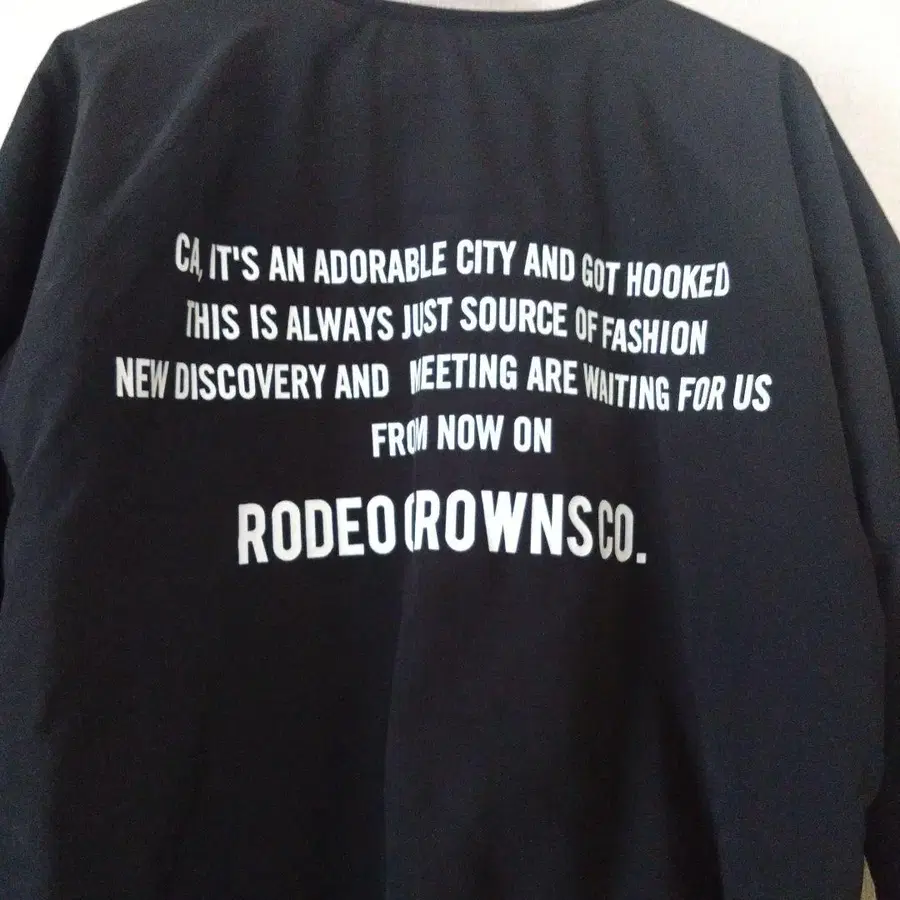 CA, IT'S AN ADORABLE CITY AND GOT HOOKED
THIS IS ALWAYS JUST SOURCE OF FASHION
NEW DISCOVERY AND MEETING ARE WAITING FOR US
FROM NOW ON
RODEO CROWNS CO.